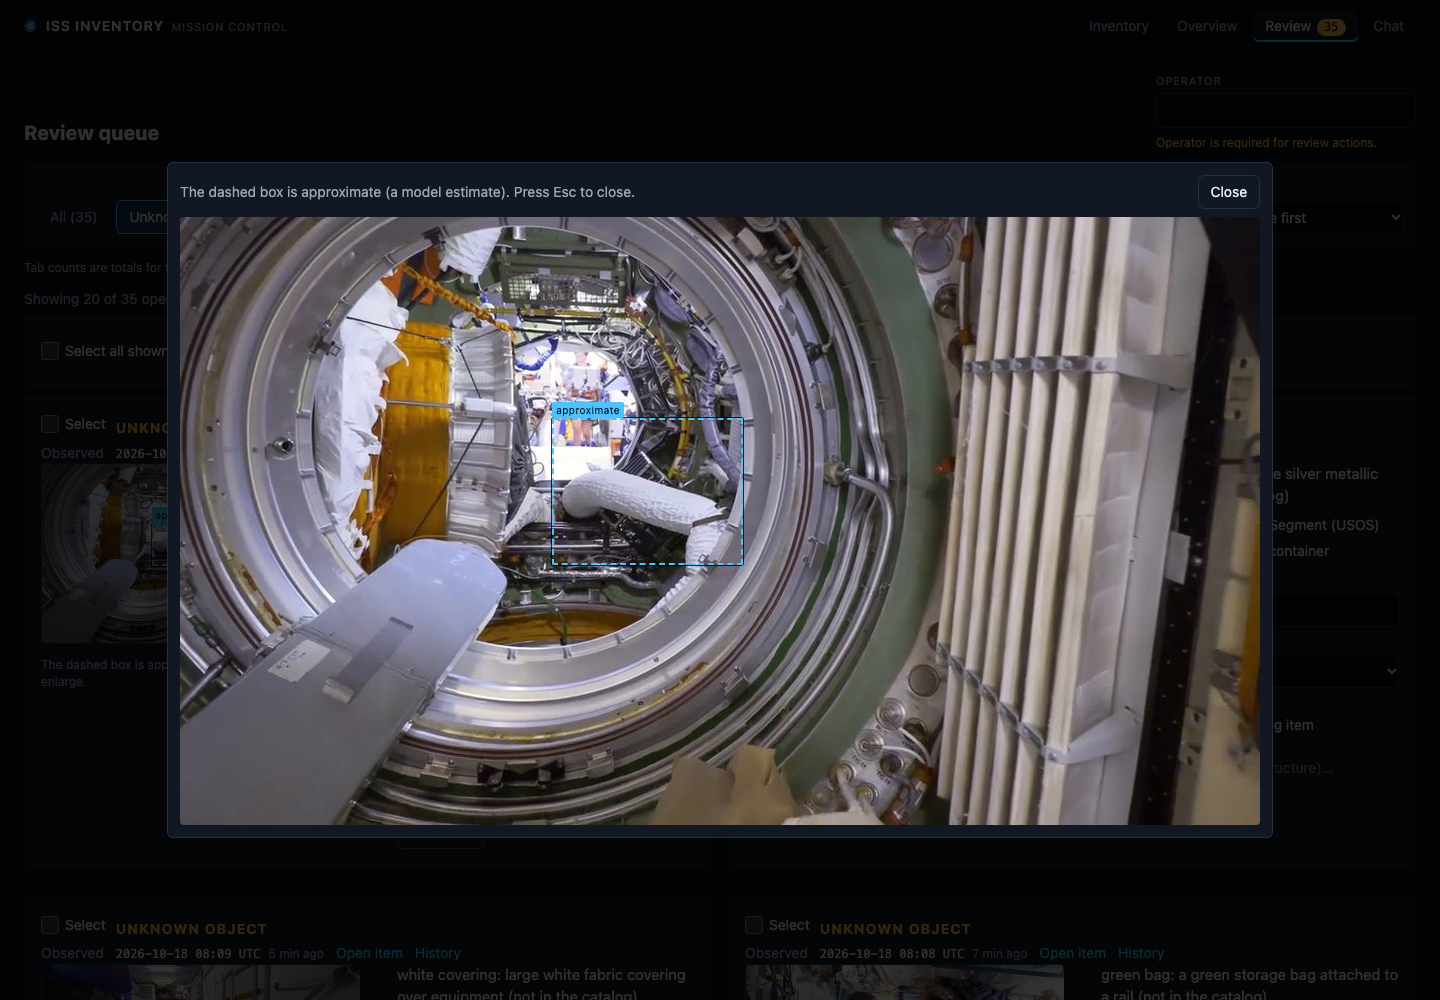 ISS INVENTORY MISSION CONTROL
Inventory Overview Review 35 Chat
OPERATOR
Review queue
Operator is required for review actions.
The dashed box is approximate (a model estimate). Press Esc to close.
Close
All (35)
Unkno
e first
Tab counts are totals for t
Showing 20 of 35 ope
Select all shown
approximate
Select UNKNO
Observed 2026-10
ap
e silver metallic
og)
Segment (USOS)
container
The dashed box is app
enlarge.
g item
ructure)...
Select UNKNOWN OBJECT
Observed 2026-10-18 08:09 UTC 5 min ago Open item History
white covering: large white fabric covering
over equipment (not in the catalog)
Select UNKNOWN OBJECT
Observed 2026-10-18 08:08 UTC 7 min ago Open item History
green bag: a green storage bag attached to
a rail (not in the catalog)